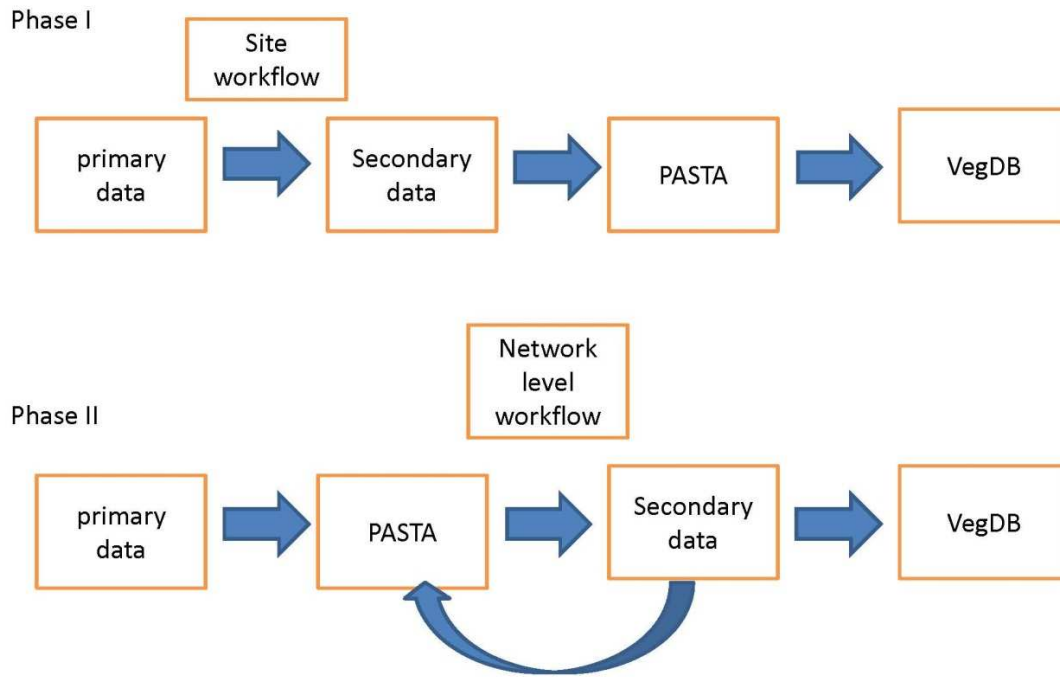 Phase I
Site
workflow
primary
data
Secondary
data
PASTA
VegDB
Network
level
workflow
Phase II
primary
data
PASTA
Secondary
data
VegDB